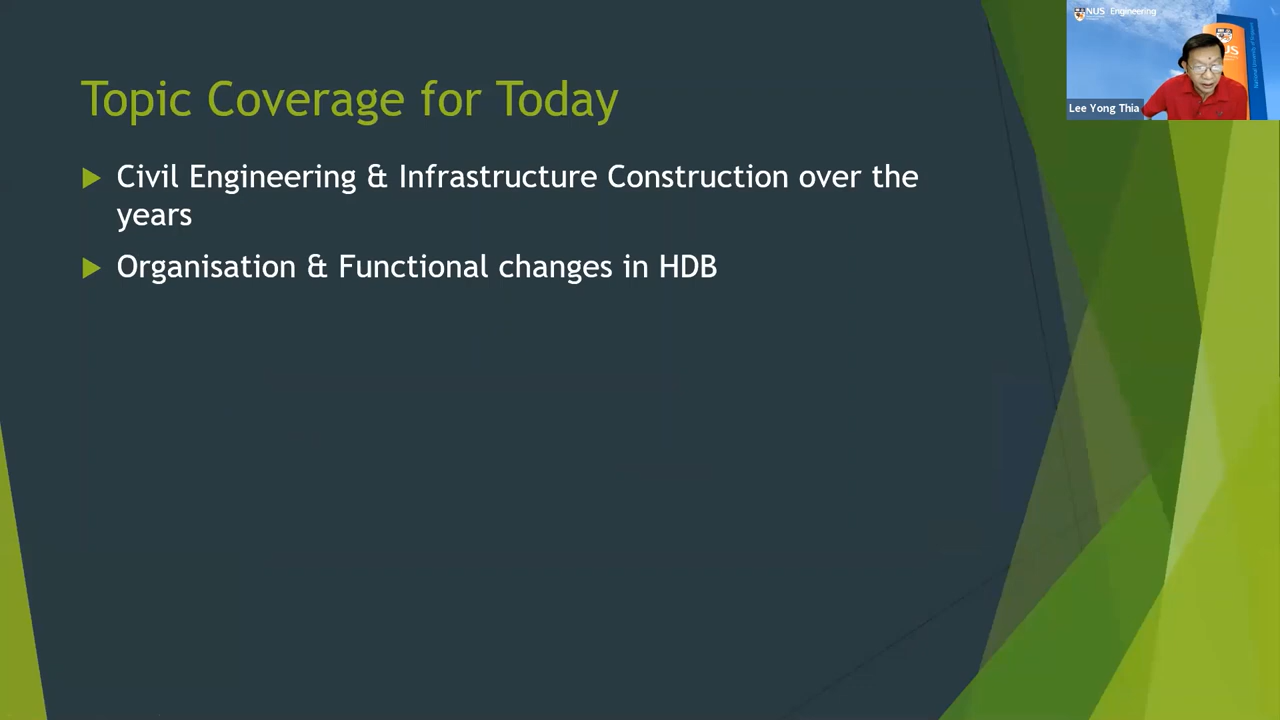 Topic Coverage for Today
Civil Engineering & Infrastructure Construction over the
years
Organisation & Functional changes in HDB
NUS Engineering
Lee Yong Thia